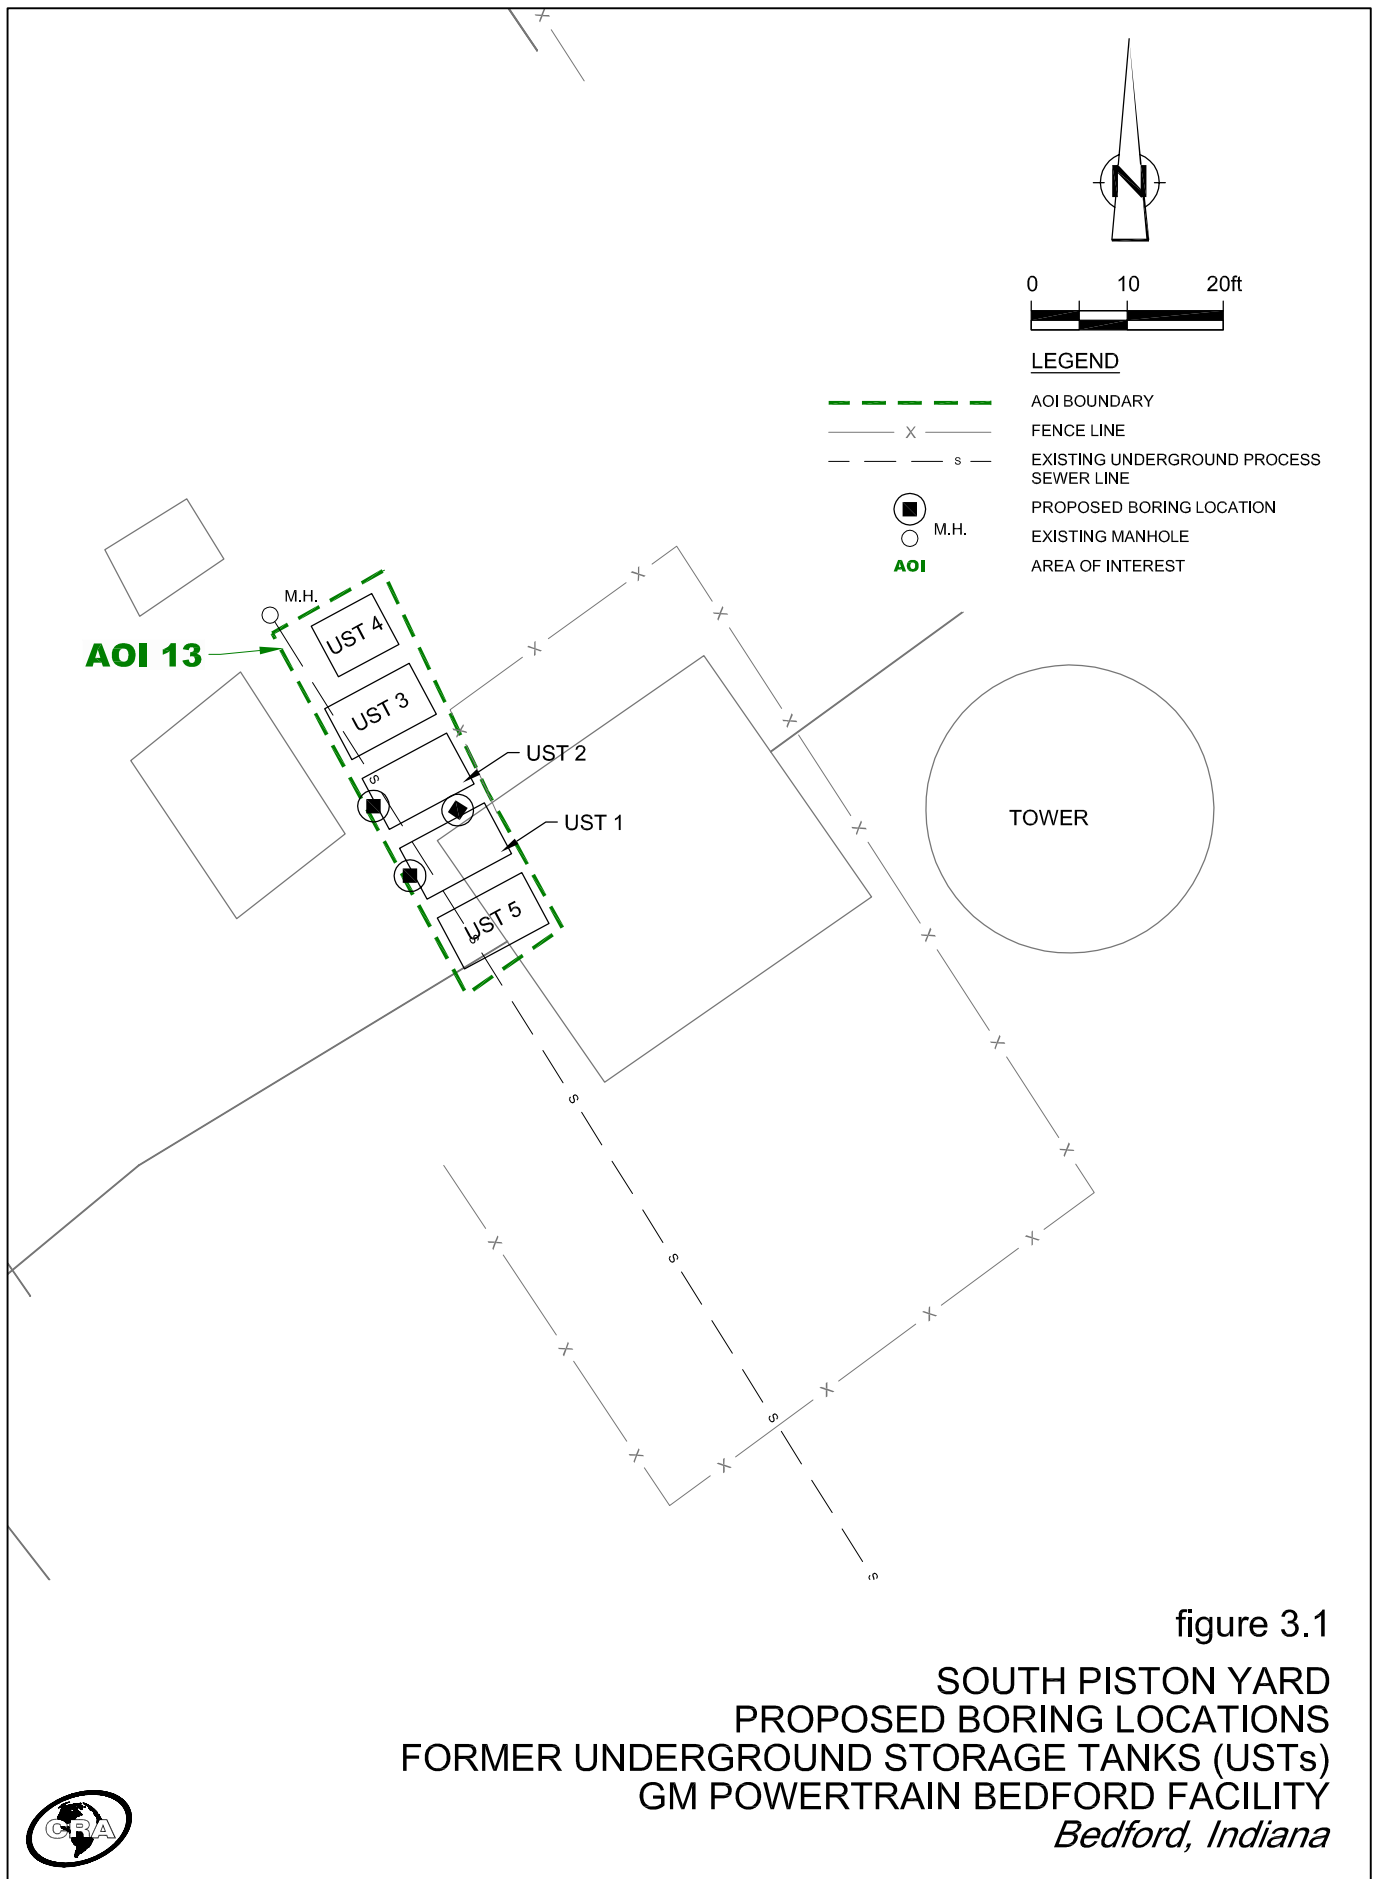 X
N
0 10 20ft
LEGEND
AOI BOUNDARY
X FENCE LINE
S EXISTING UNDERGROUND PROCESS
SEWER LINE
PROPOSED BORING LOCATION
M.H.
EXISTING MANHOLE
AOI AREA OF INTEREST
X
M.H.
X
UST 4
X
AOI 13
UST 3
X
X
UST 2
S
TOWER
UST 1
X
UST 5
S
X
X
S
X
X
X
S
X
X
X
S
X
X
S
figure 3.1
SOUTH PISTON YARD
PROPOSED BORING LOCATIONS
FORMER UNDERGROUND STORAGE TANKS (USTs)
GM POWERTRAIN BEDFORD FACILITY
Bedford, Indiana
CRA